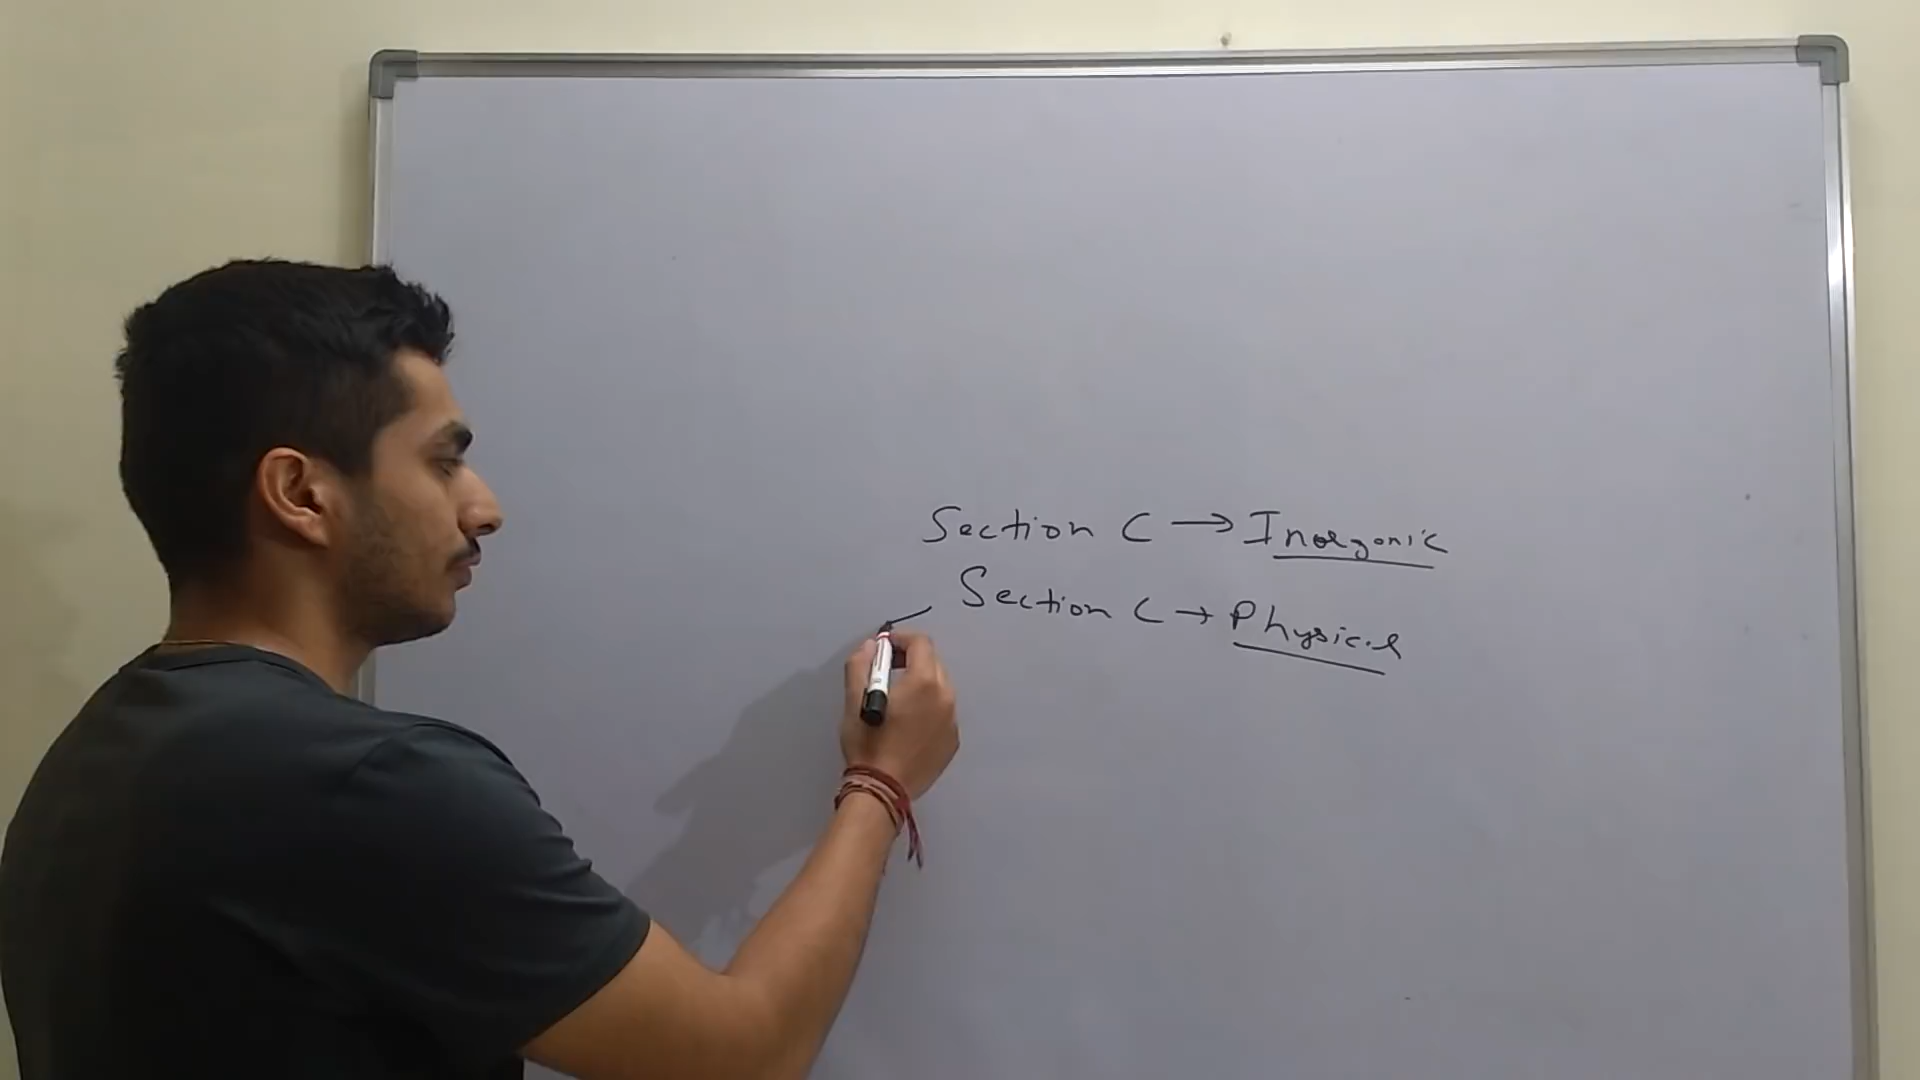 Section C → Inorganic
Section C → Physical